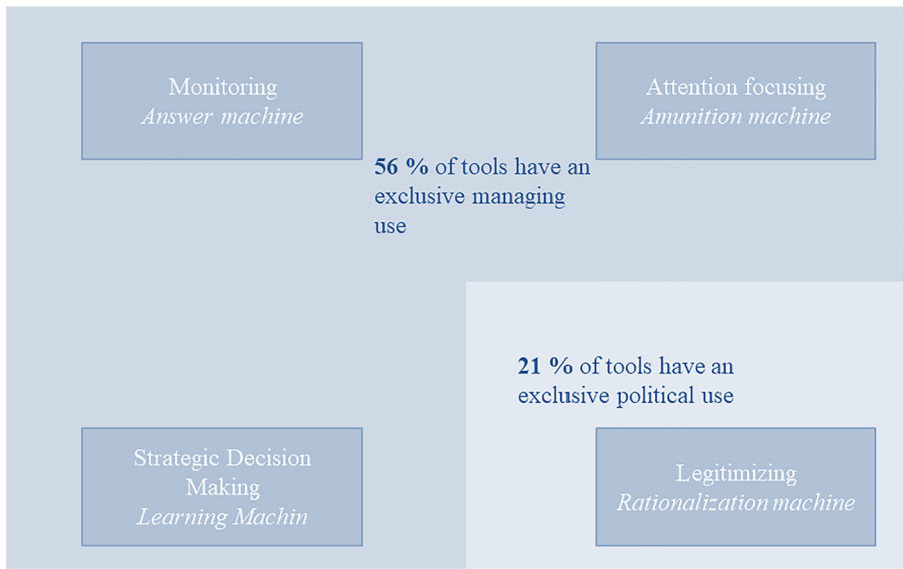 Monitoring
Answer machine
Attention focusing
Amunition machine
56 % of tools have an
exclusive managing
use
21 % of tools have an
exclusive political use
Strategic Decision
Making
Learning Machin
Legitimizing
Rationalization machine